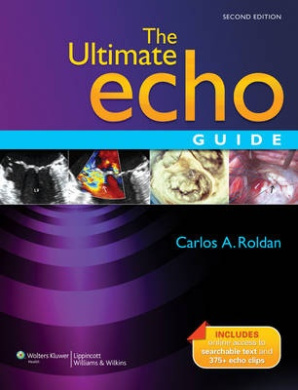 SECOND EDITION
The
Ultimate
echo
GUIDE
Carlos A. Roldan
INCLUDES
online access to
searchable text and
375+ echo clips
Wolters Kluwer
Lippincott
Williams & Wilkins